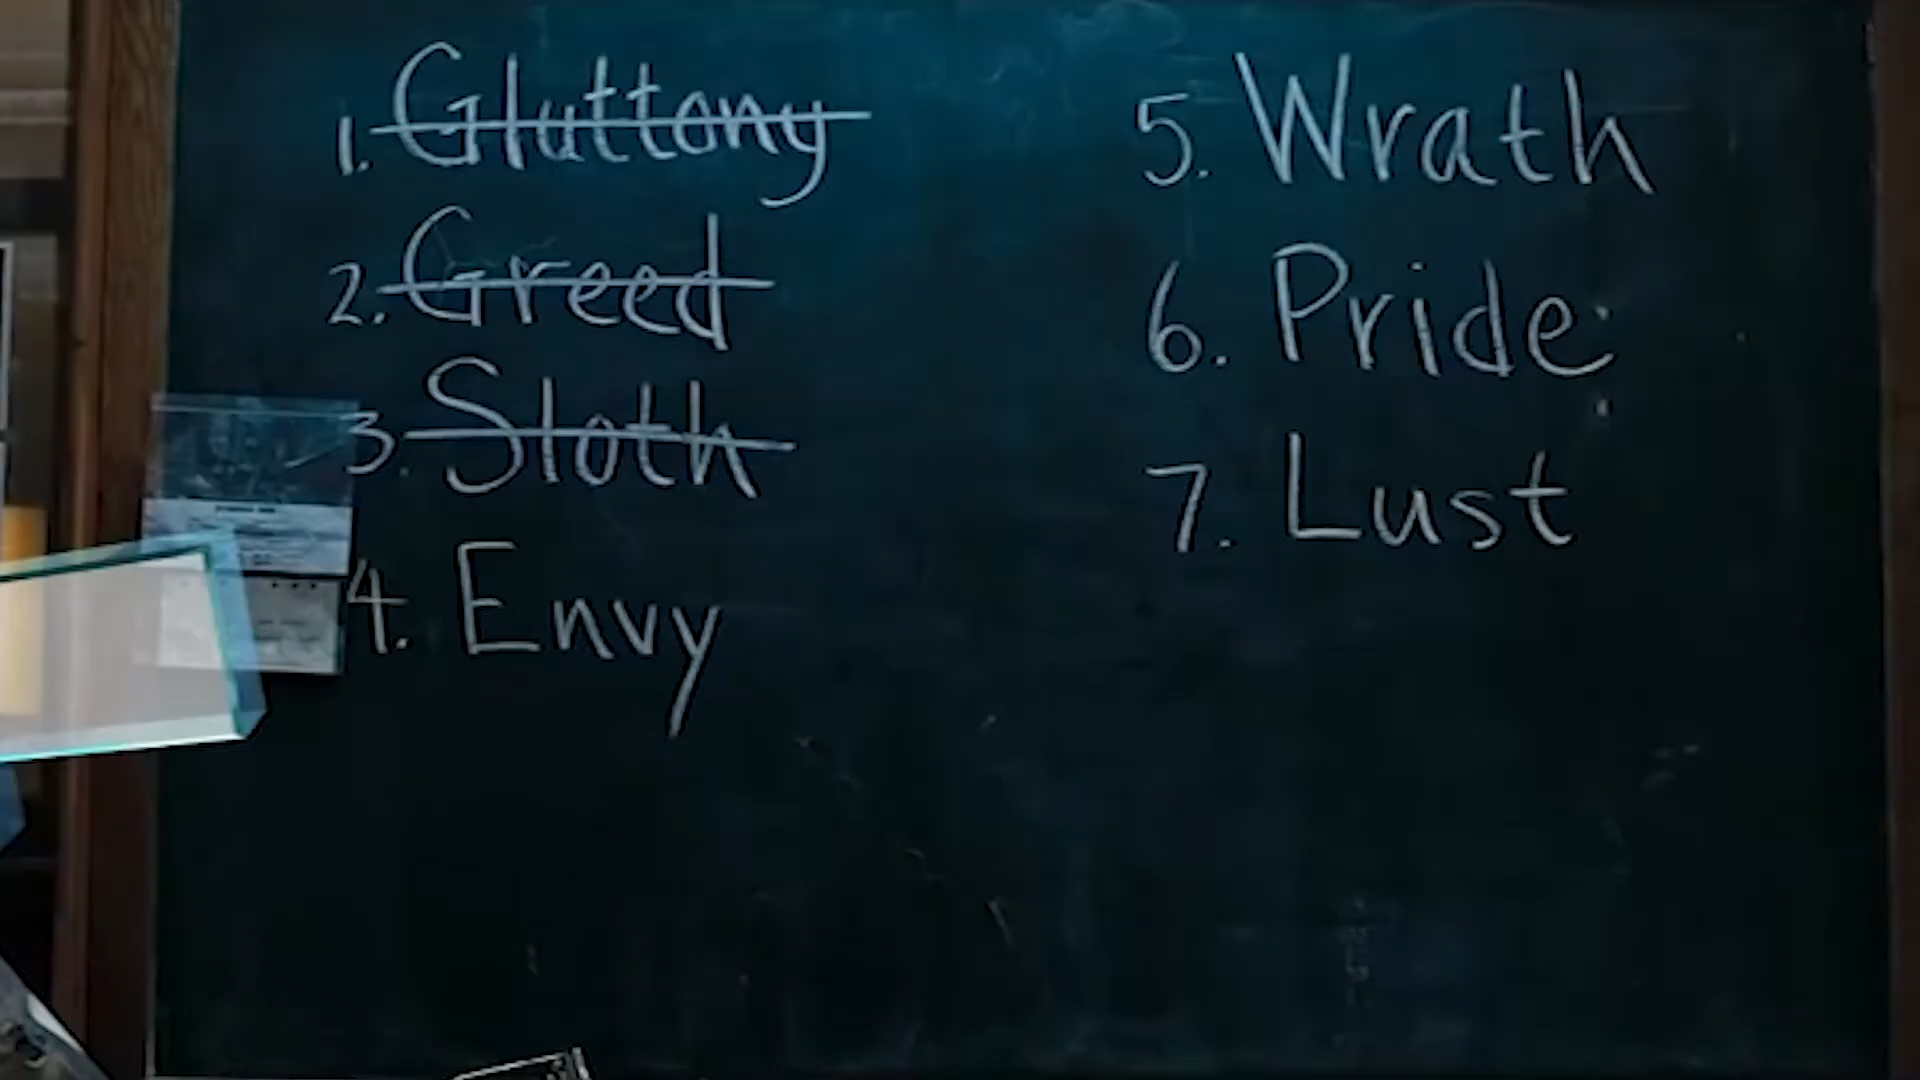 1. Gluttony
2. Greed
3. Sloth
4. Envy
5. Wrath
6. Pride
7. Lust